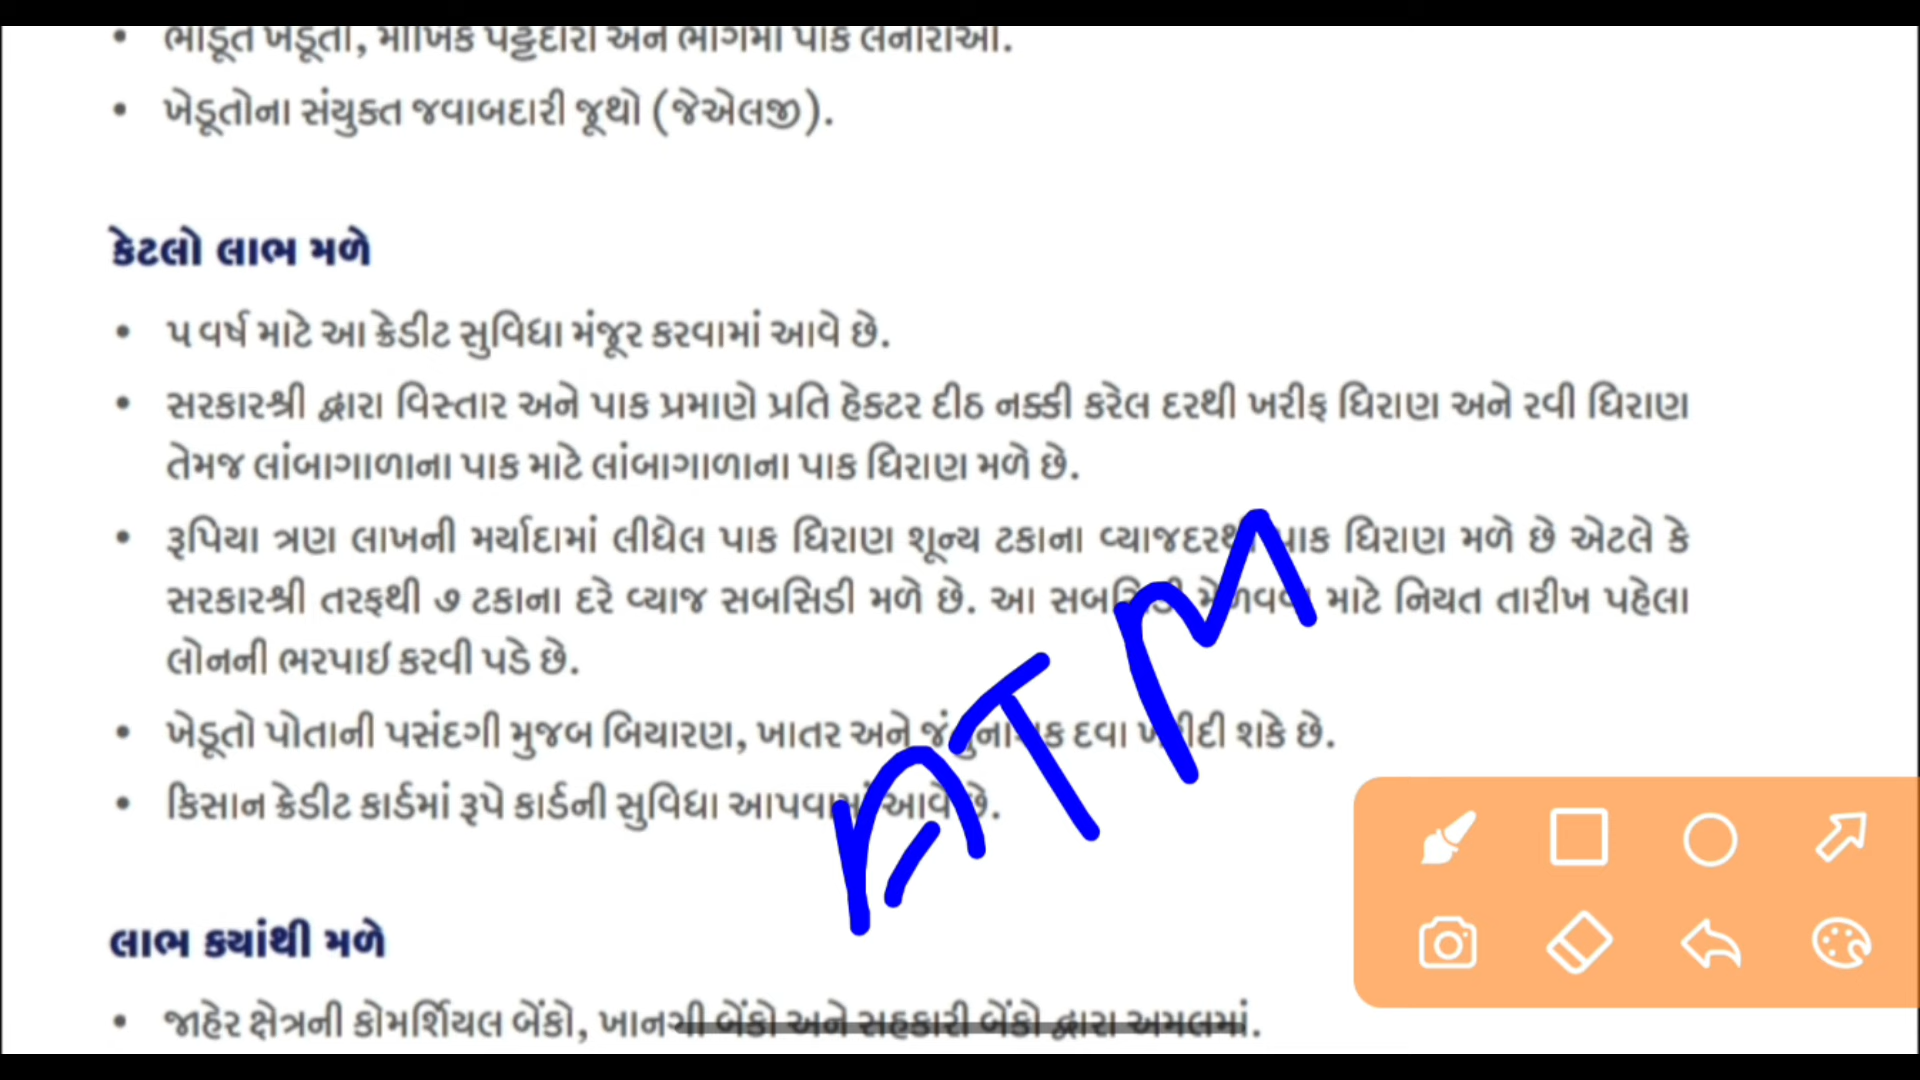 ભાડૂત ખેડૂતો, મૌખિક પટ્ટેદારો અને ભાગમાં પાક લેનારાઓ.
ખેડૂતોના સંયુક્ત જવાબદારી જૂથો (જેએલજી).
કેટલો લાભ મળે
૫ વર્ષ માટે આ ક્રેડીટ સુવિધા મંજૂર કરવામાં આવે છે.
સરકારશ્રી દ્વારા વિસ્તાર અને પાક પ્રમાણે પ્રતિ હેક્ટર દીઠ નક્કી કરેલ દરથી ખરીફ ધિરાણ અને રવી ધિરાણ
તેમજ લાંબાગાળાના પાક માટે લાંબાગાળાના પાક ધિરાણ મળે છે.
રૂપિયા ત્રણ લાખની મર્યાદામાં લીધેલ પાક ધિરાણ શૂન્ય ટકાના વ્યાજદરથી પાક ધિરાણ મળે છે એટલે કે
સરકારશ્રી તરફથી ૭ ટકાના દરે વ્યાજ સબસિડી મળે છે. આ સબસિડી મેળવવા માટે નિયત તારીખ પહેલા
લોનની ભરપાઈ કરવી પડે છે.
ખેડૂતો પોતાની પસંદગી મુજબ બિયારણ, ખાતર અને જંતુનાશક દવા ખરીદી શકે છે.
કિસાન ક્રેડીટ કાર્ડમાં રૂપે કાર્ડની સુવિધા આપવામાં આવે છે.
ATM
લાભ ક્યાંથી મળે
જાહેર ક્ષેત્રની કોમર્શિયલ બેંકો, ખાનગી બેંકો અને સહકારી બેંકો દ્વારા અમલમાં.